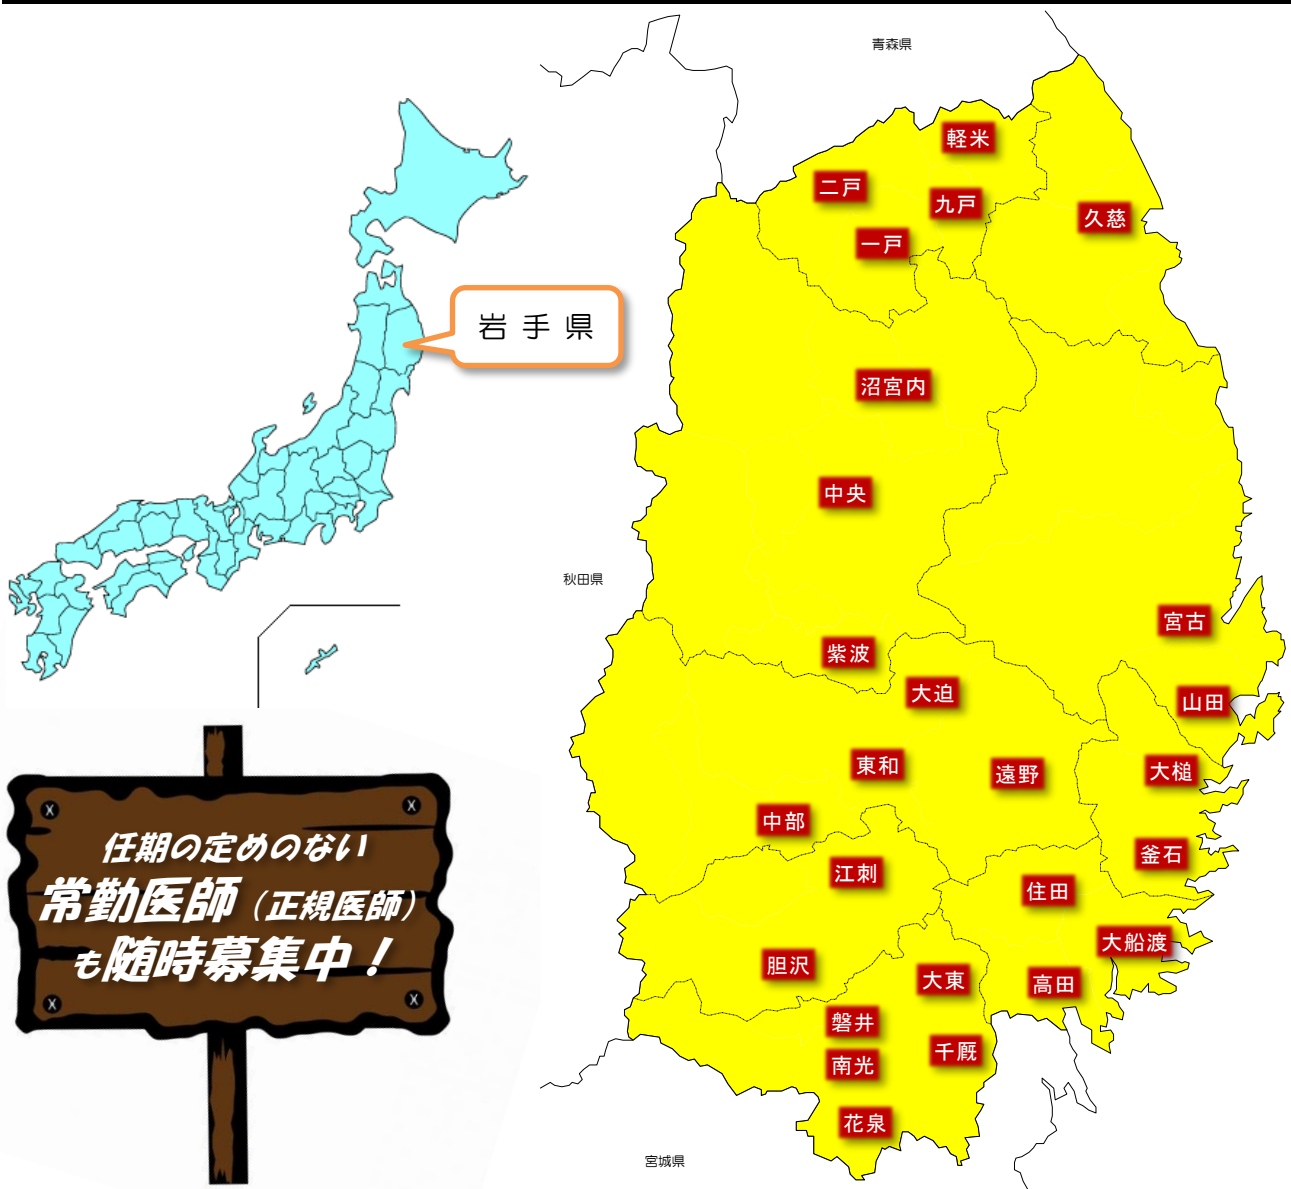 青森県
軽米
二戸
九戸
久慈
一戸
岩手県
沼宮内
中央
秋田県
宮古
紫波
大迫
山田
東和
遠野
大槌
中部
任期の定めのない
釜石
江刺
常勤医師（正規医師）
住田
も随時募集中！
大船渡
胆沢
大東
高田
磐井
千厩
南光
花泉
宮城県